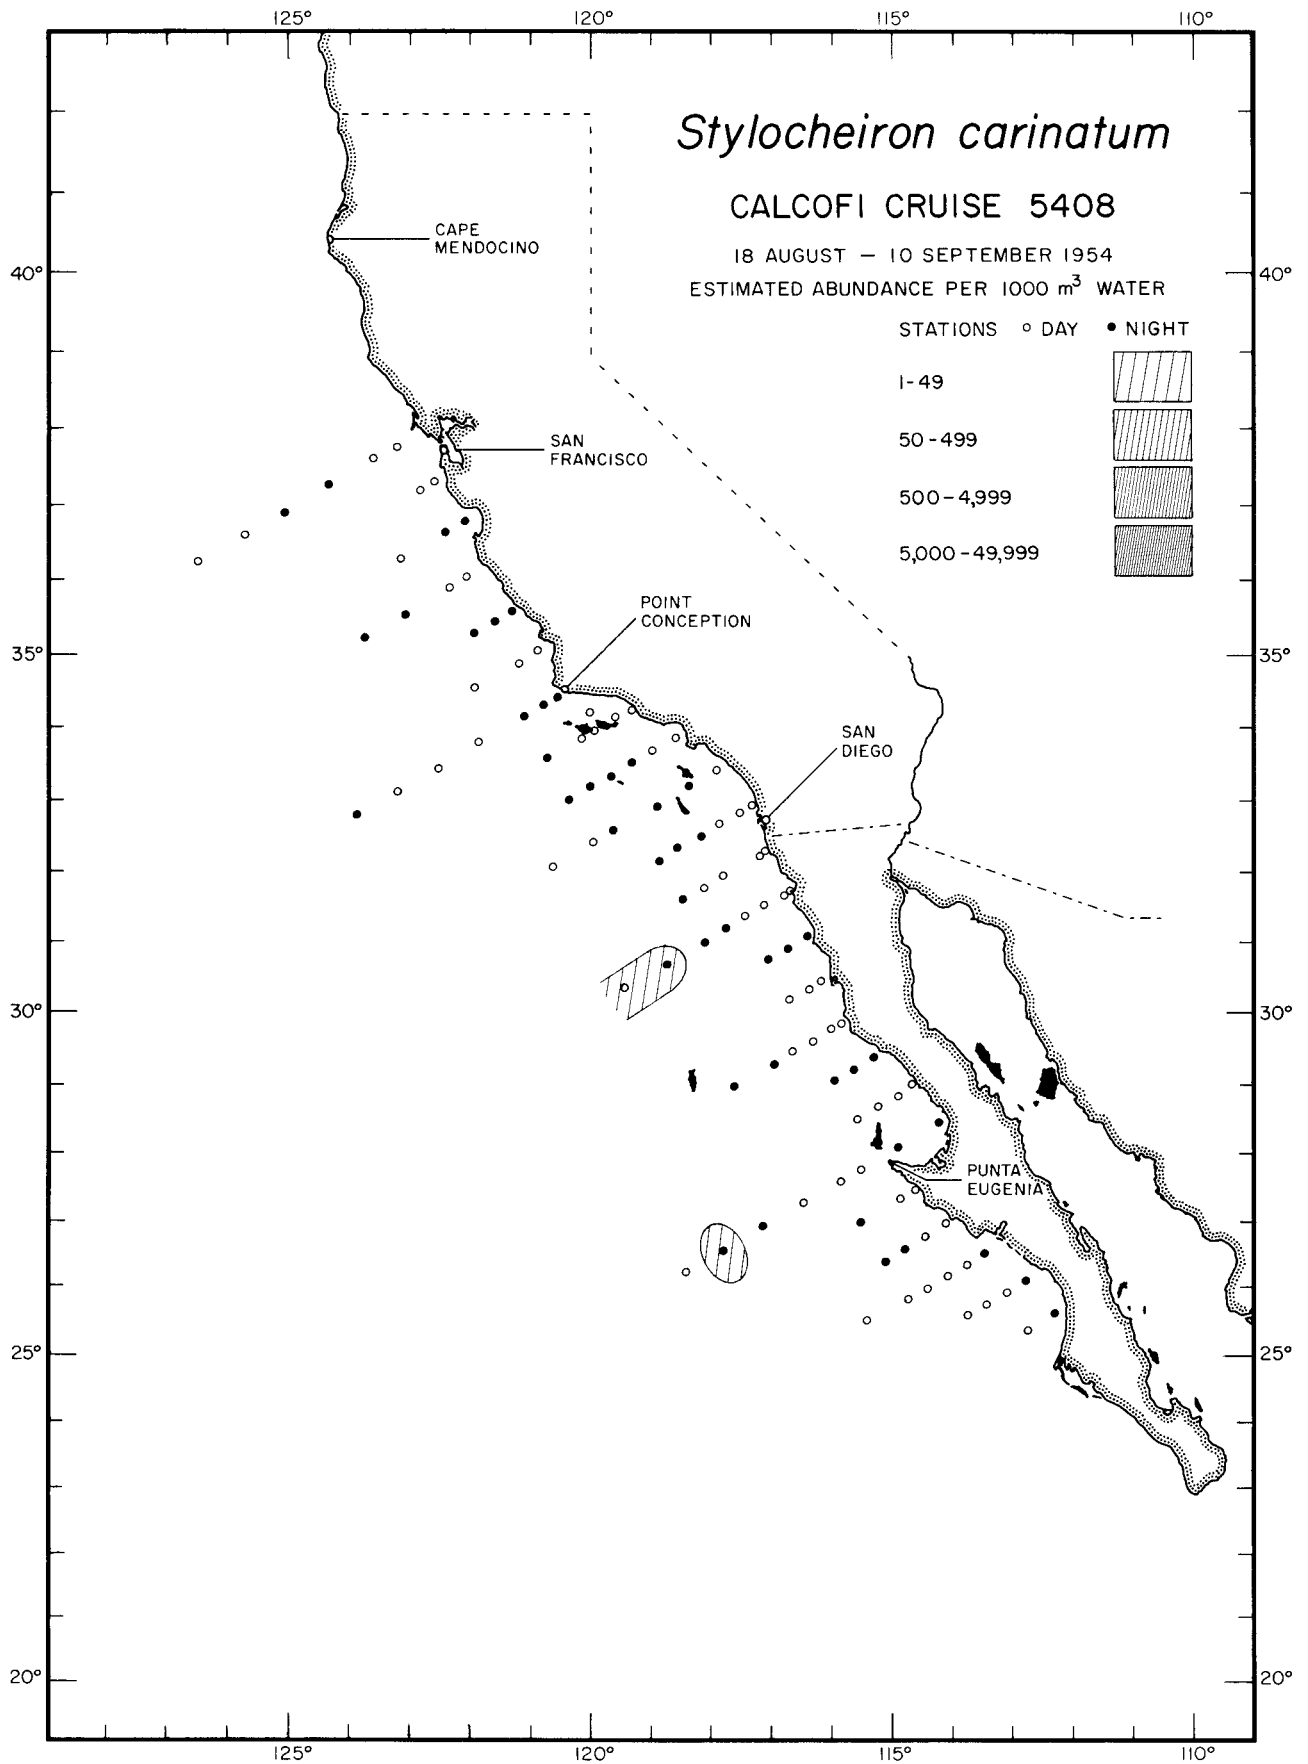 125° 120° 115° 110°
Stylocheiron carinatum
CALCOFI CRUISE 5408
18 AUGUST — 10 SEPTEMBER 1954
ESTIMATED ABUNDANCE PER 1000 m³ WATER
STATIONS ○ DAY ● NIGHT
1-49
50-499
500-4,999
5,000-49,999
CAPE
MENDOCINO
40° 40°
SAN
FRANCISCO
POINT
CONCEPTION
35° 35°
SAN
DIEGO
30° 30°
PUNTA
EUGENIA
25° 25°
20° 20°
125° 120° 115° 110°